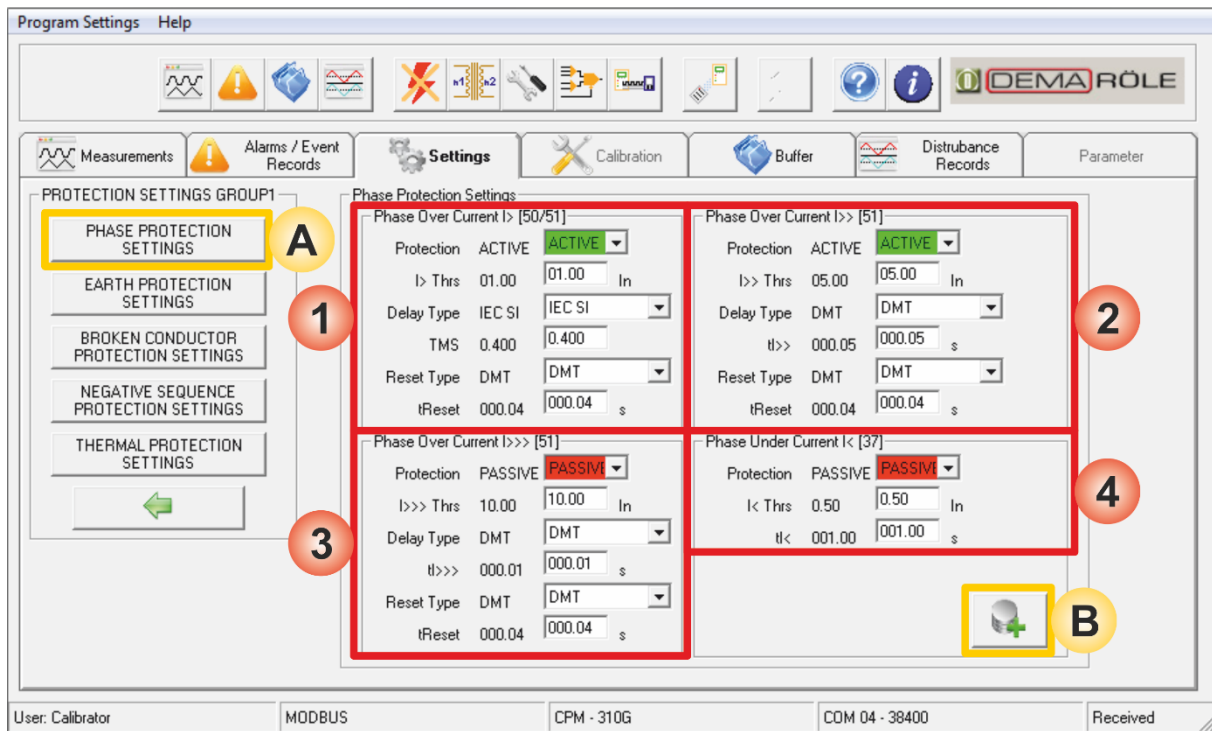 Program Settings Help
n1 n2
DEMA RÖLE
Measurements
Alarms / Event
Records
Settings
Calibration
Buffer
Distrubance
Records
Parameter
PROTECTION SETTINGS GROUP1
PHASE PROTECTION
SETTINGS
A
EARTH PROTECTION
SETTINGS
BROKEN CONDUCTOR
PROTECTION SETTINGS
NEGATIVE SEQUENCE
PROTECTION SETTINGS
THERMAL PROTECTION
SETTINGS
Phase Protection Settings
1
Phase Over Current I> [50/51]
Protection ACTIVE ACTIVE
I> Thrs 01.00 01.00 In
Delay Type IEC SI IEC SI
TMS 0.400 0.400
Reset Type DMT DMT
tReset 000.04 000.04 s
2
Phase Over Current I>> [51]
Protection ACTIVE ACTIVE
I>> Thrs 05.00 05.00 In
Delay Type DMT DMT
tI>> 000.05 000.05 s
Reset Type DMT DMT
tReset 000.04 000.04 s
3
Phase Over Current I>>> [51]
Protection PASSIVE PASSIVE
I>>> Thrs 10.00 10.00 In
Delay Type DMT DMT
tI>>> 000.01 000.01 s
Reset Type DMT DMT
tReset 000.04 000.04 s
4
Phase Under Current I< [37]
Protection PASSIVE PASSIVE
I< Thrs 0.50 0.50 In
tI< 001.00 001.00 s
B
User: Calibrator MODBUS CPM - 310G COM 04 - 38400 Received